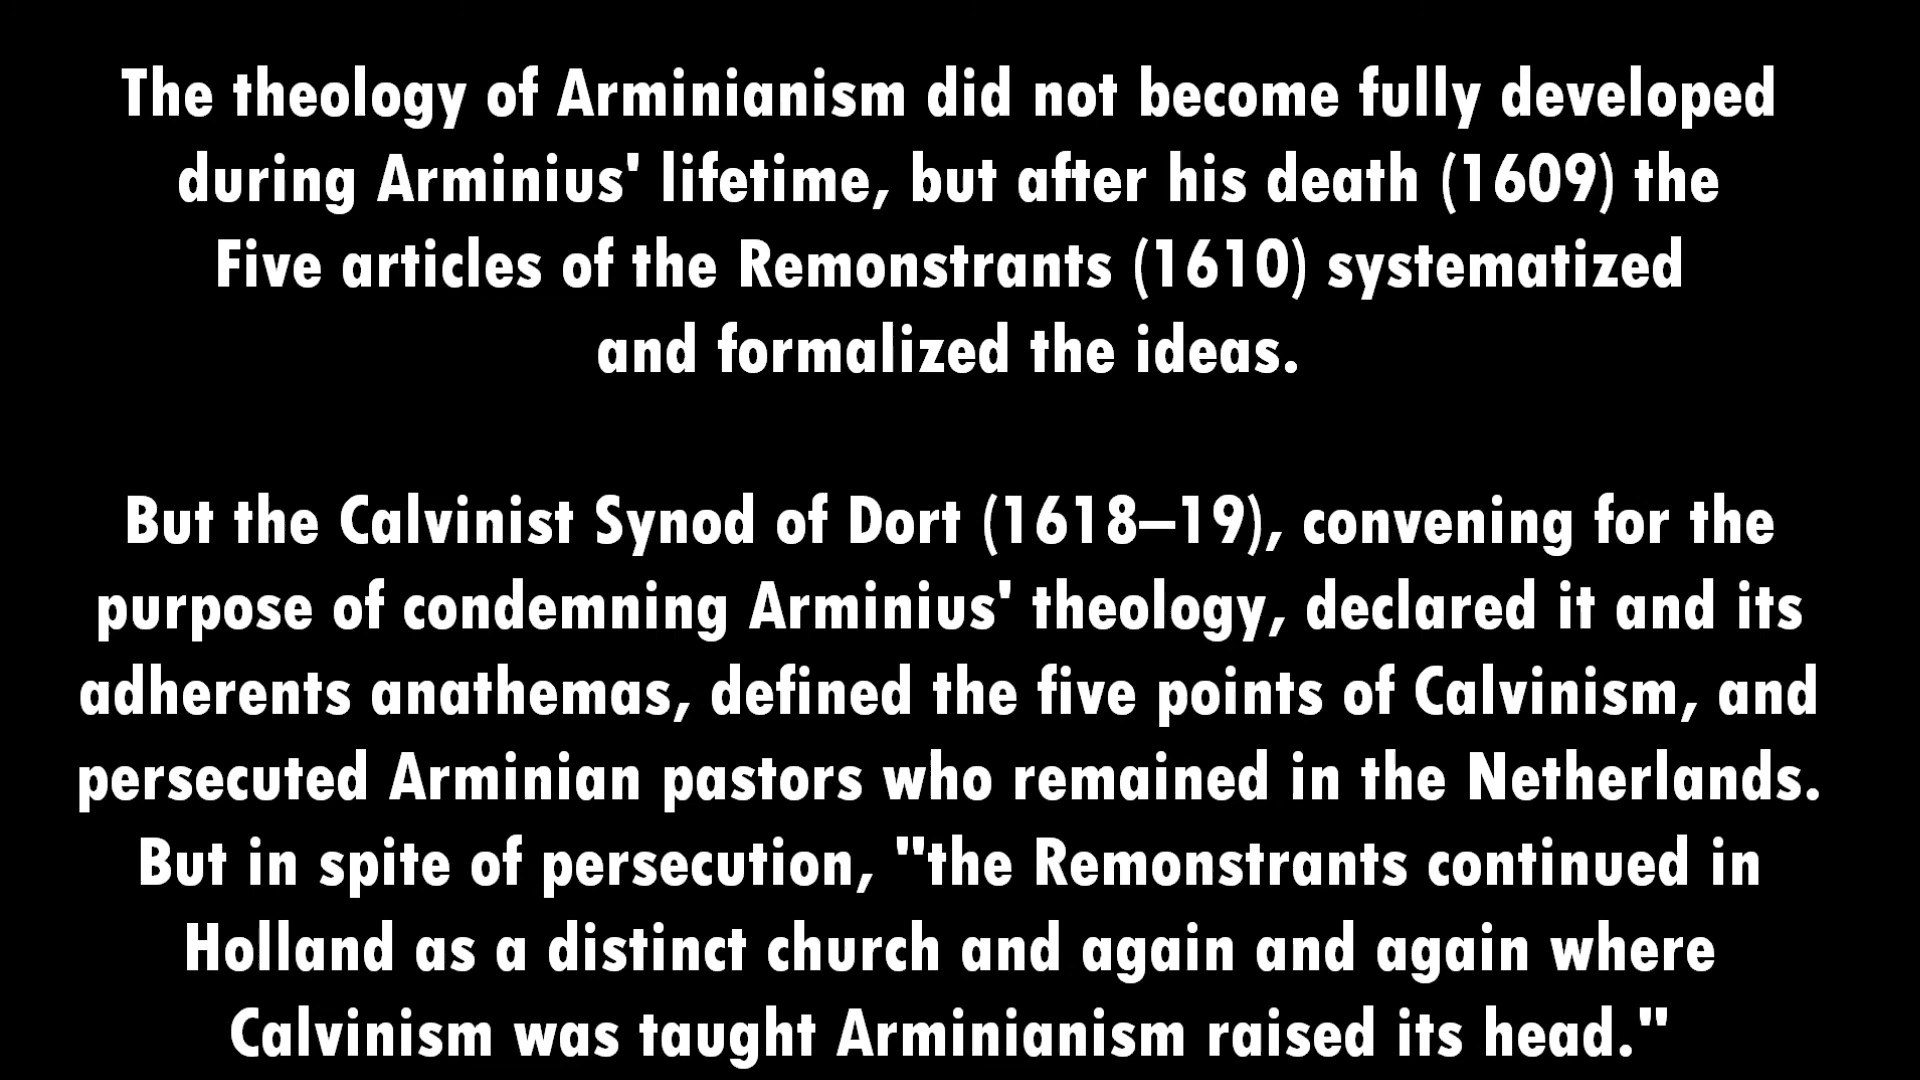 The theology of Arminianism did not become fully developed
during Arminius' lifetime, but after his death (1609) the
Five articles of the Remonstrants (1610) systematized
and formalized the ideas.
But the Calvinist Synod of Dort (1618–19), convening for the
purpose of condemning Arminius' theology, declared it and its
adherents anathemas, defined the five points of Calvinism, and
persecuted Arminian pastors who remained in the Netherlands.
But in spite of persecution, "the Remonstrants continued in
Holland as a distinct church and again and again where
Calvinism was taught Arminianism raised its head."